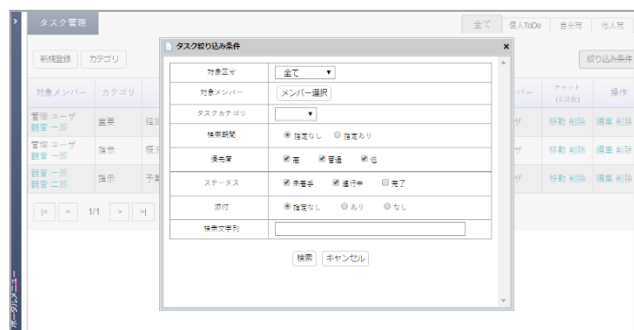 タスク管理
全て 個人ToDo 自分宛 他人宛
新規登録 カテゴリ
絞り込み条件
対象メンバー カテゴリ
チャット
(未読数)
操作
管理 ユーザ
観音 一郎
重要
移動 削除 編集 削除
管理 ユーザ
観音 一郎
指示
移動 削除 編集 削除
観音 一郎
観音 二郎
指示
移動 削除 編集 削除
|< < 1/1 > >|
ポータルメニュー
タスク絞り込み条件 ×
対象区分 全て ▼
対象メンバー メンバー選択
タスクカテゴリ ▼
検索期間 指定なし 指定あり
優先度 高 普通 低
ステータス 未着手 進行中 完了
添付 指定なし あり なし
検索文字列
検索 キャンセル